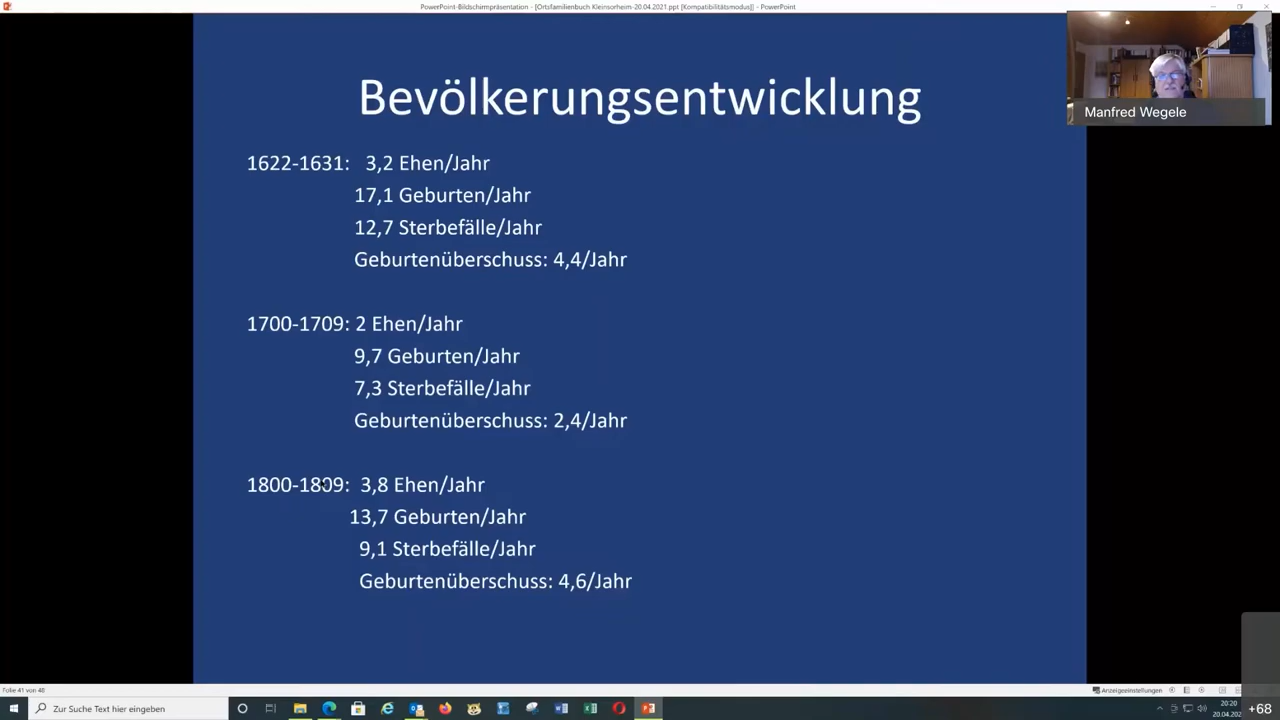 PowerPoint-Bildschirmpräsentation - [Ortsfamilienbuch Kleinsorheim-20.04.2021.ppt [Kompatibilitätsmodus]] - PowerPoint
Manfred Wegele
Bevölkerungsentwicklung
1622-1631: 3,2 Ehen/Jahr
17,1 Geburten/Jahr
12,7 Sterbefälle/Jahr
Geburtenüberschuss: 4,4/Jahr
1700-1709: 2 Ehen/Jahr
9,7 Geburten/Jahr
7,3 Sterbefälle/Jahr
Geburtenüberschuss: 2,4/Jahr
1800-1809: 3,8 Ehen/Jahr
13,7 Geburten/Jahr
9,1 Sterbefälle/Jahr
Geburtenüberschuss: 4,6/Jahr
Folie 41 von 48
Anzeigeeinstellungen
Zur Suche Text hier eingeben
20:20
20.04.202
+68